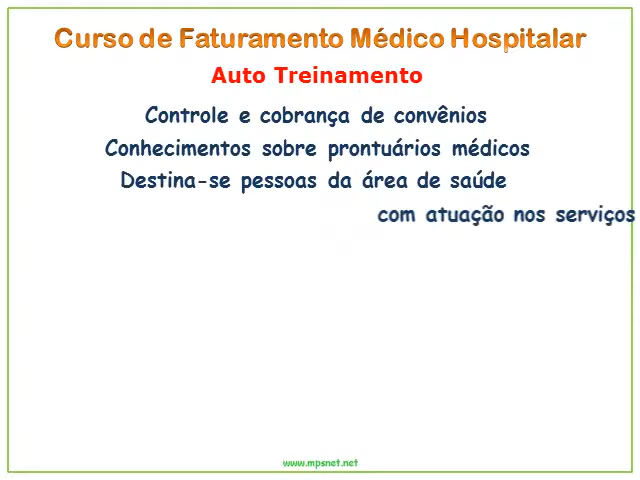 Curso de Faturamento Médico Hospitalar
Auto Treinamento
Controle e cobrança de convênios
Conhecimentos sobre prontuários médicos
Destina-se pessoas da área de saúde
com atuação nos serviços
www.mpsnet.net